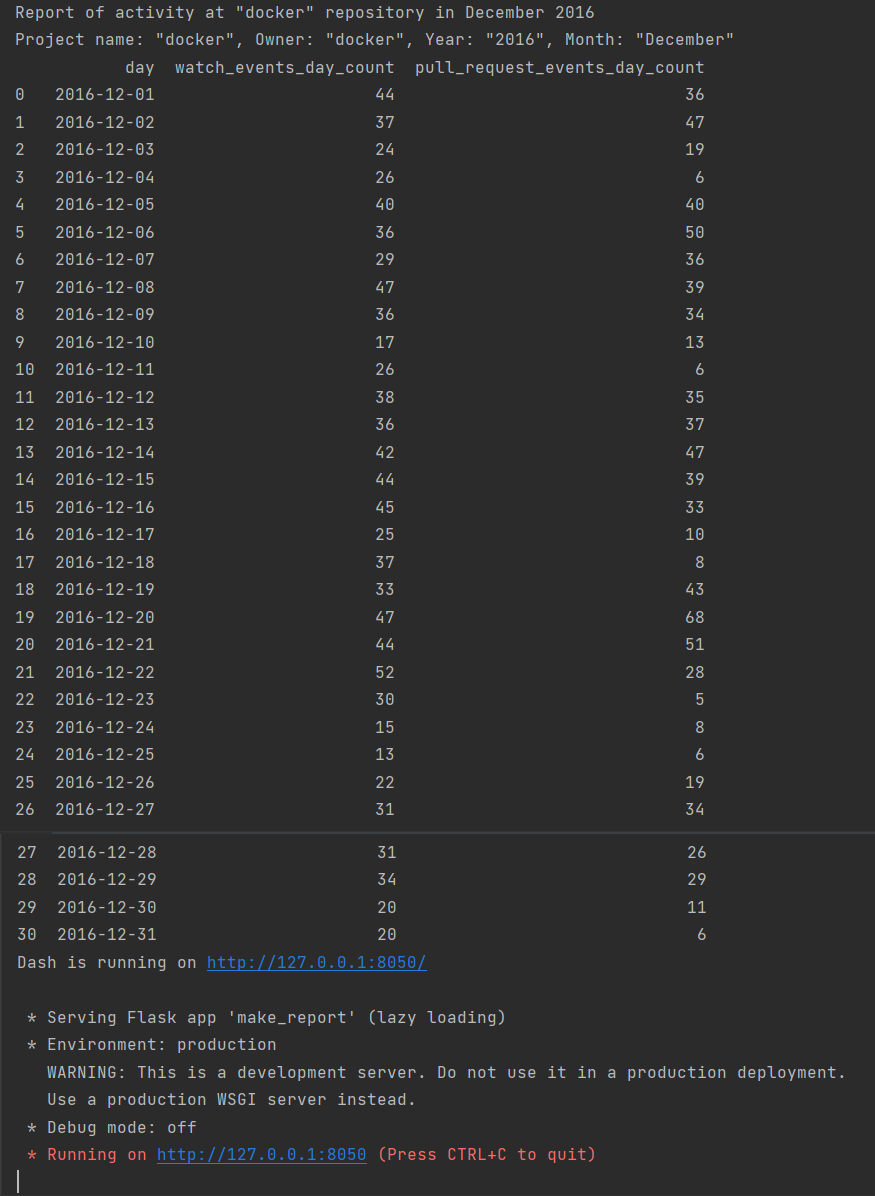 Report of activity at "docker" repository in December 2016
Project name: "docker", Owner: "docker", Year: "2016", Month: "December"
day watch_events_day_count pull_request_events_day_count
0 2016-12-01 44 36
1 2016-12-02 37 47
2 2016-12-03 24 19
3 2016-12-04 26 6
4 2016-12-05 40 40
5 2016-12-06 36 50
6 2016-12-07 29 36
7 2016-12-08 47 39
8 2016-12-09 36 34
9 2016-12-10 17 13
10 2016-12-11 26 6
11 2016-12-12 38 35
12 2016-12-13 36 37
13 2016-12-14 42 47
14 2016-12-15 44 39
15 2016-12-16 45 33
16 2016-12-17 25 10
17 2016-12-18 37 8
18 2016-12-19 33 43
19 2016-12-20 47 68
20 2016-12-21 44 51
21 2016-12-22 52 28
22 2016-12-23 30 5
23 2016-12-24 15 8
24 2016-12-25 13 6
25 2016-12-26 22 19
26 2016-12-27 31 34
27 2016-12-28 31 26
28 2016-12-29 34 29
29 2016-12-30 20 11
30 2016-12-31 20 6
Dash is running on http://127.0.0.1:8050/
* Serving Flask app 'make_report' (lazy loading)
* Environment: production
WARNING: This is a development server. Do not use it in a production deployment.
Use a production WSGI server instead.
* Debug mode: off
* Running on http://127.0.0.1:8050 (Press CTRL+C to quit)